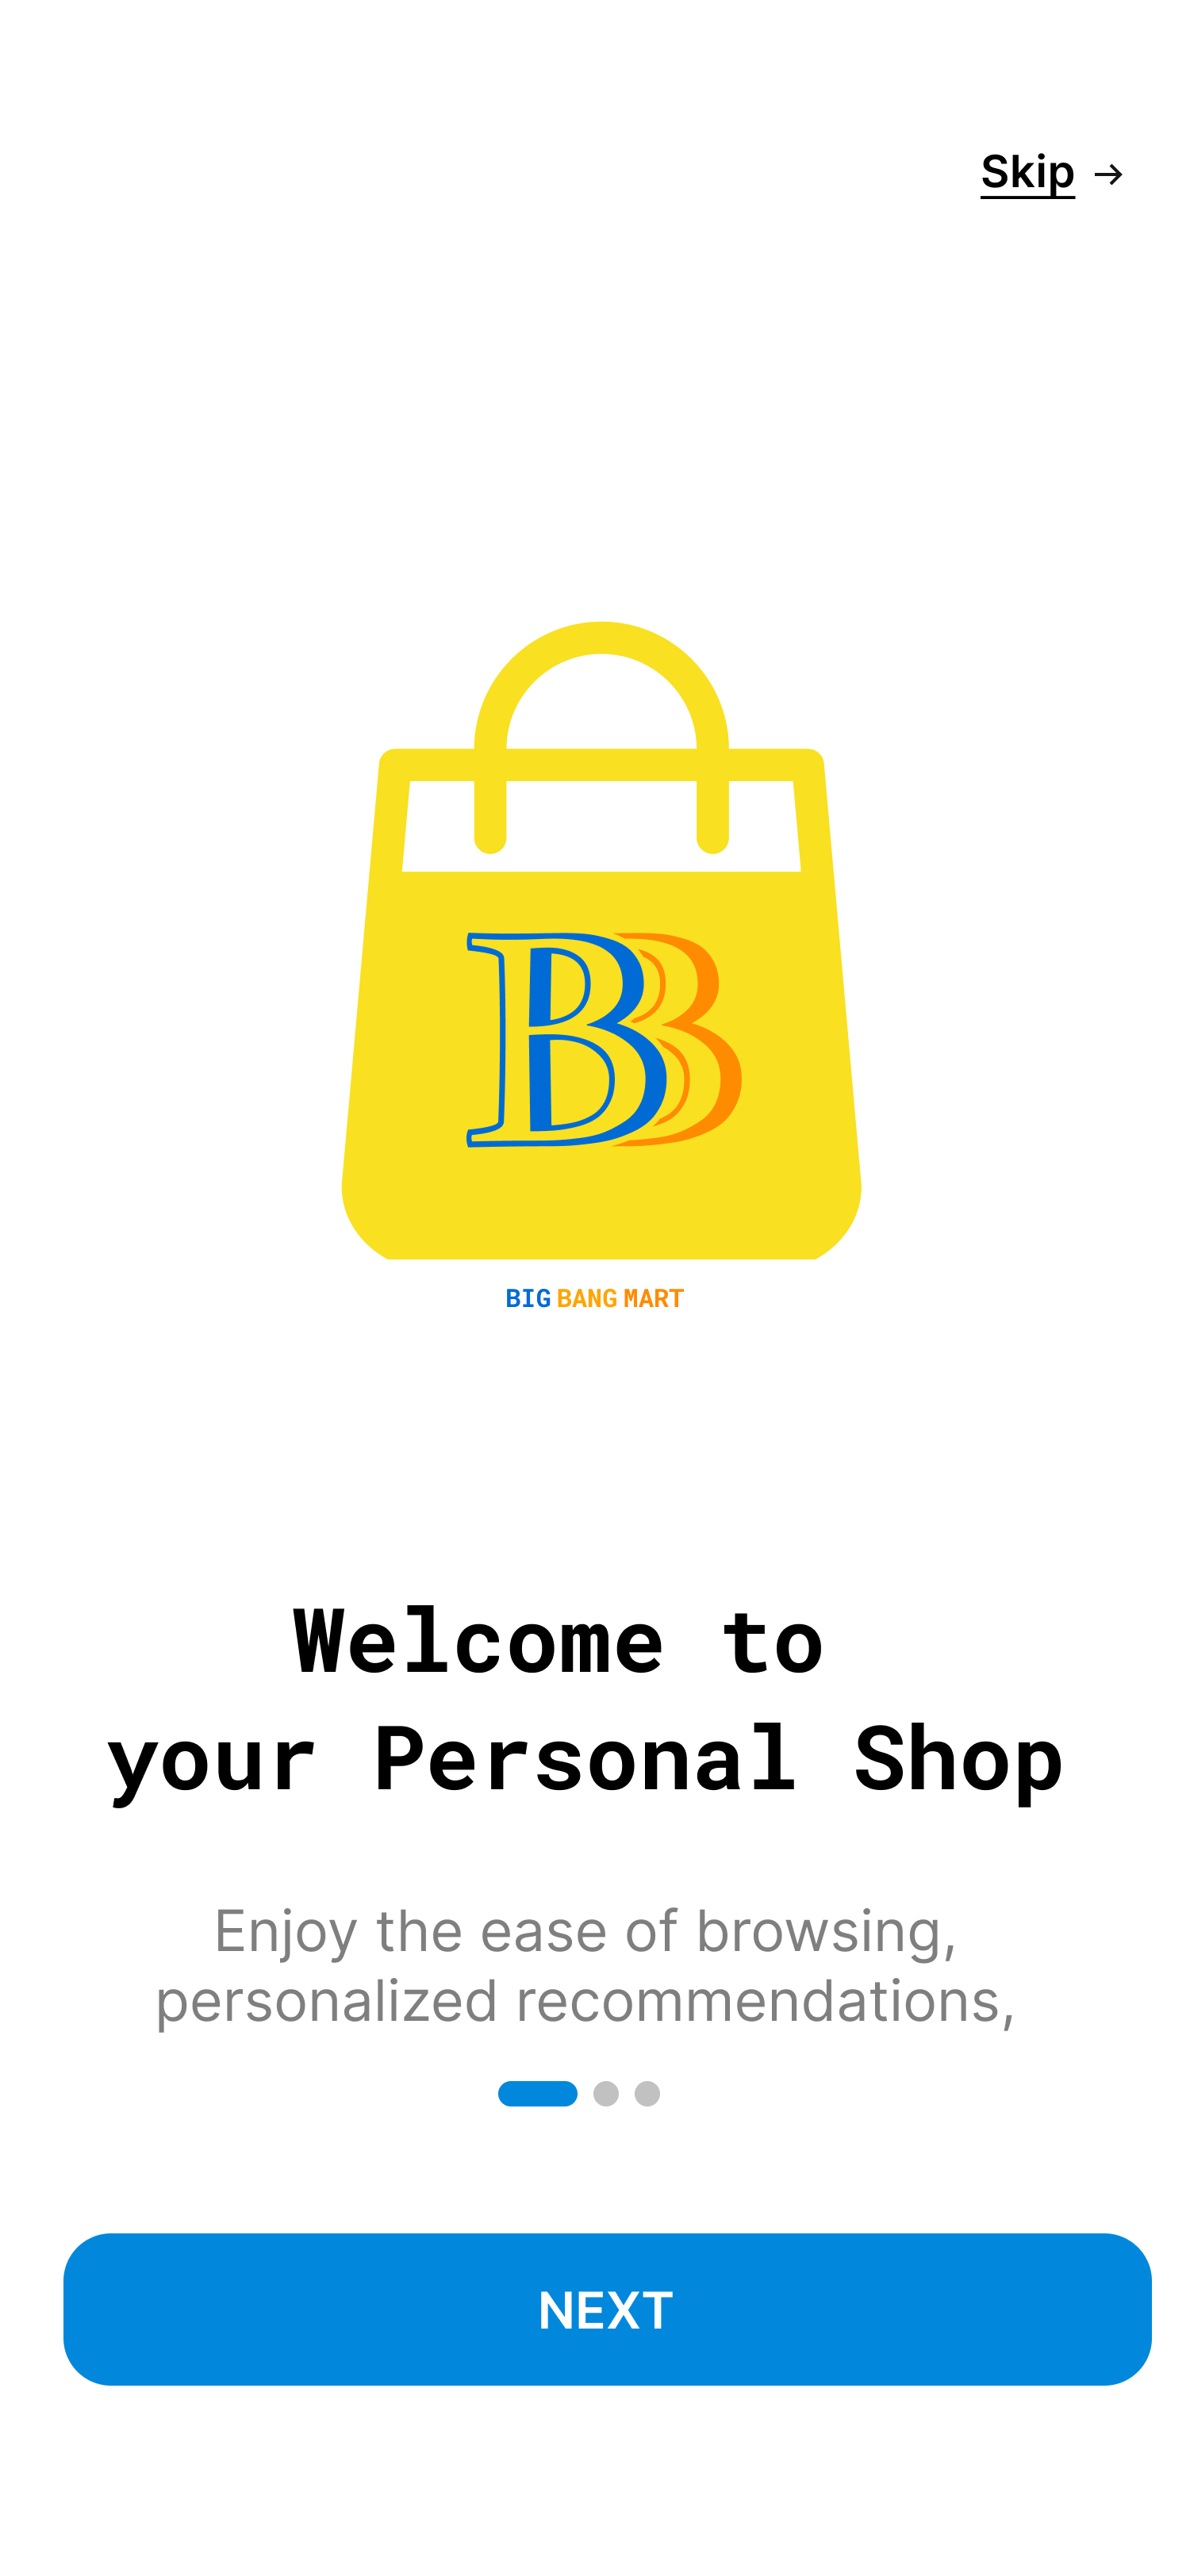 Skip →
BB
BIG BANG MART
Welcome to
your Personal Shop
Enjoy the ease of browsing,
personalized recommendations,
NEXT